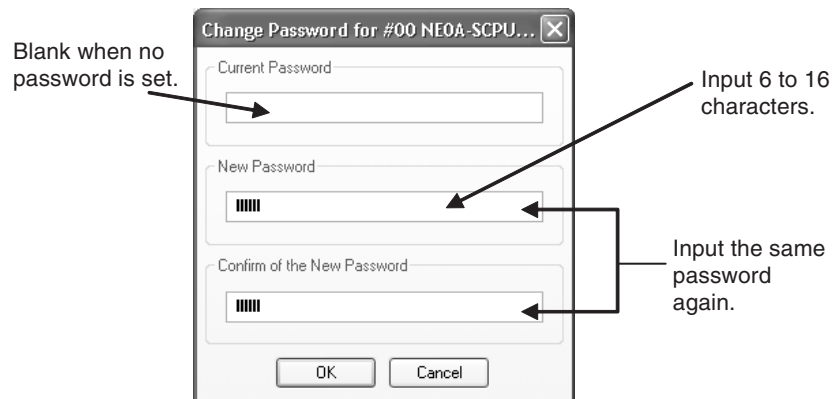 Change Password for #00 NE0A-SCPU...
Blank when no
password is set.
Current Password
Input 6 to 16
characters.
New Password
Input the same
password
again.
Confirm of the New Password
OK
Cancel